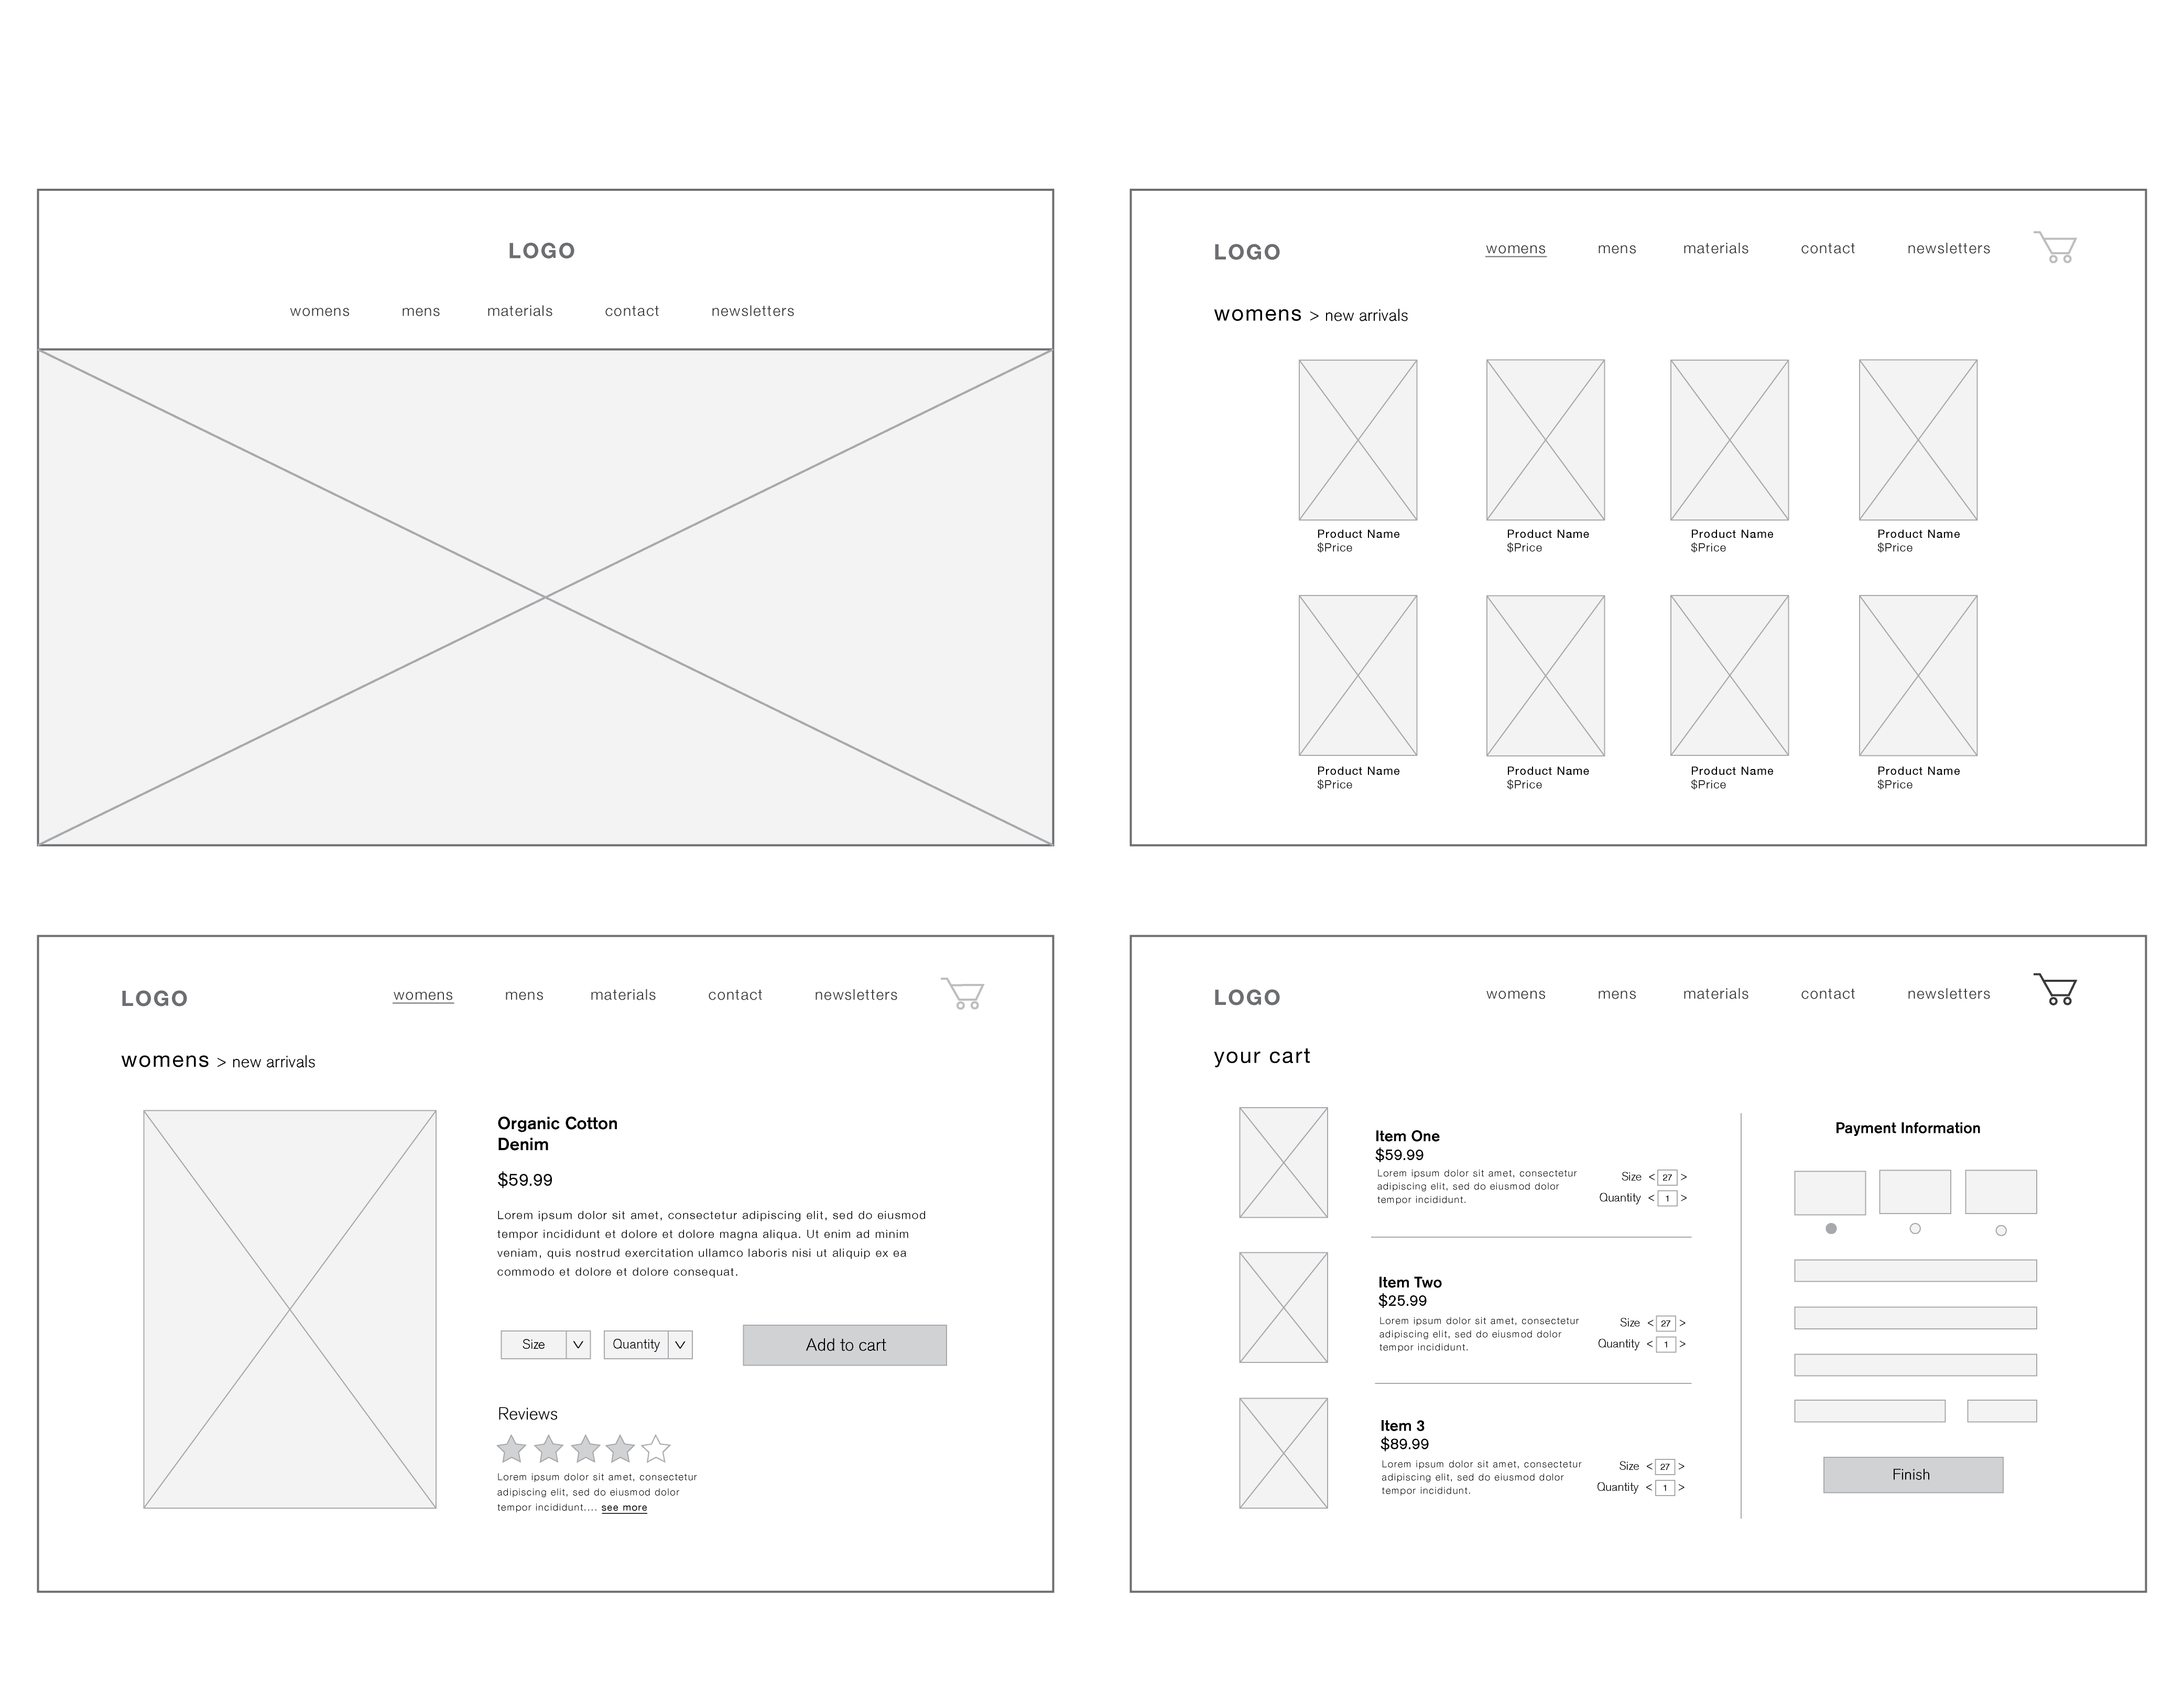 LOGO
womens mens materials contact newsletters
LOGO
womens mens materials contact newsletters
womens > new arrivals
Product Name Product Name Product Name Product Name
$Price $Price $Price $Price
Product Name Product Name Product Name Product Name
$Price $Price $Price $Price
LOGO
womens mens materials contact newsletters
womens > new arrivals
Organic Cotton
Denim
$59.99
Lorem ipsum dolor sit amet, consectetur adipiscing elit, sed do eiusmod
tempor incididunt et dolore et dolore magna aliqua. Ut enim ad minim
veniam, quis nostrud exercitation ullamco laboris nisi ut aliquip ex ea
commodo et dolore et dolore consequat.
Size Quantity Add to cart
Reviews
Lorem ipsum dolor sit amet, consectetur
adipiscing elit, sed do eiusmod dolor
tempor incididunt.... see more
LOGO
womens mens materials contact newsletters
your cart
Item One
$59.99
Lorem ipsum dolor sit amet, consectetur
adipiscing elit, sed do eiusmod dolor
tempor incididunt.
Size < 27 >
Quantity < 1 >
Item Two
$25.99
Lorem ipsum dolor sit amet, consectetur
adipiscing elit, sed do eiusmod dolor
tempor incididunt.
Size < 27 >
Quantity < 1 >
Item 3
$89.99
Lorem ipsum dolor sit amet, consectetur
adipiscing elit, sed do eiusmod dolor
tempor incididunt.
Size < 27 >
Quantity < 1 >
Payment Information
Finish